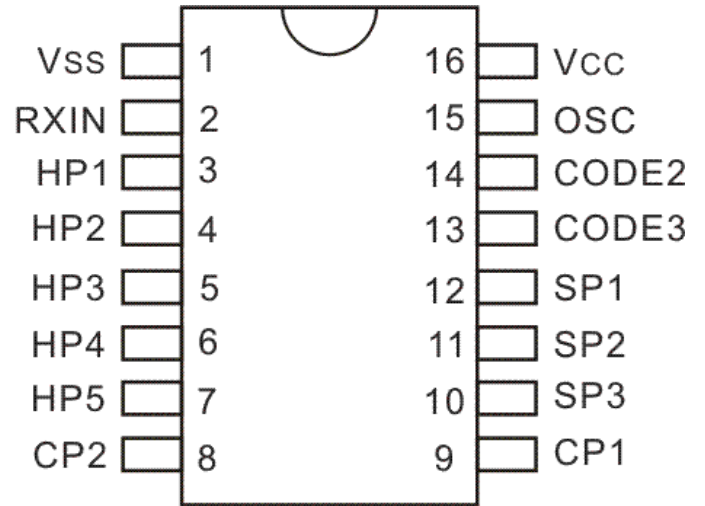 Vss 1 16 Vcc
RXIN 2 15 OSC
HP1 3 14 CODE2
HP2 4 13 CODE3
HP3 5 12 SP1
HP4 6 11 SP2
HP5 7 10 SP3
CP2 8 9 CP1